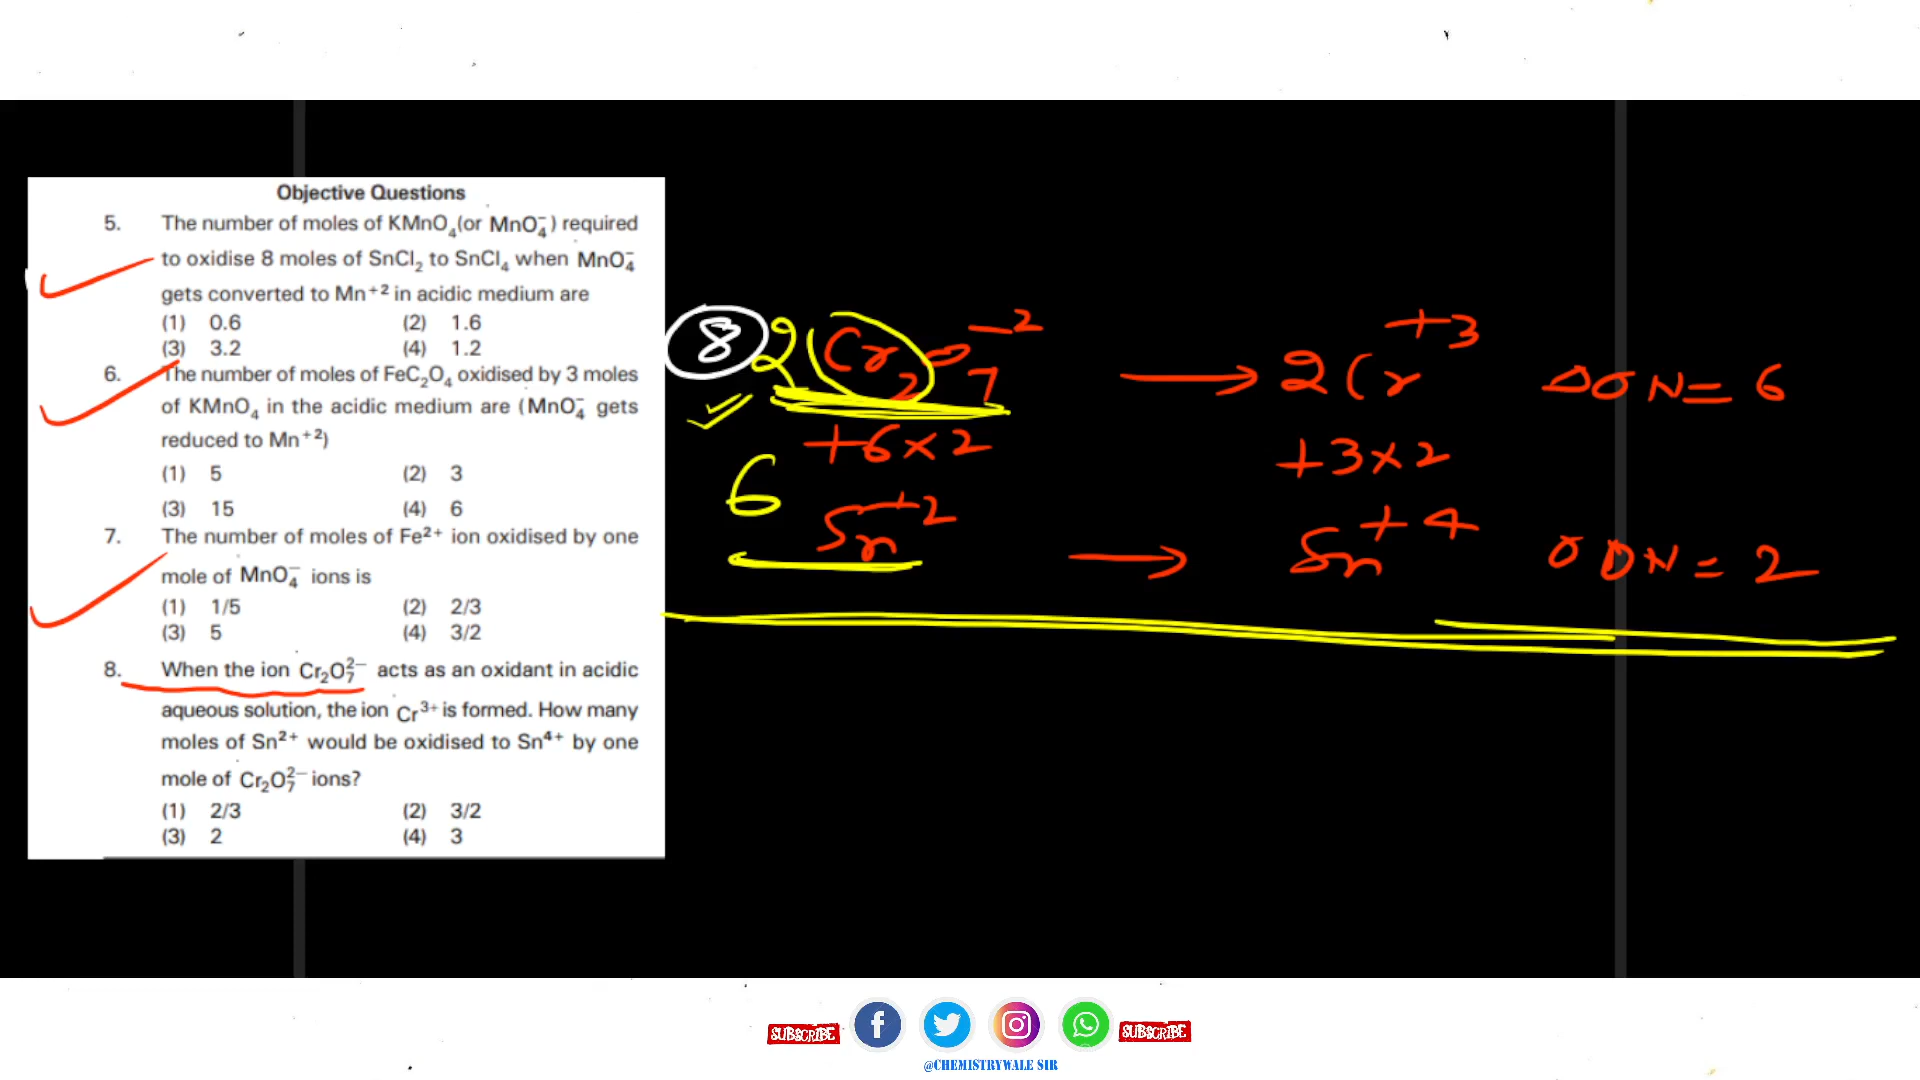 Objective Questions
5. The number of moles of KMnO₄(or MnO₄⁻) required
to oxidise 8 moles of SnCl₂ to SnCl₄ when MnO₄⁻
gets converted to Mn⁺² in acidic medium are
(1) 0.6 (2) 1.6
(3) 3.2 (4) 1.2
6. The number of moles of FeC₂O₄ oxidised by 3 moles
of KMnO₄ in the acidic medium are (MnO₄⁻ gets
reduced to Mn⁺²)
(1) 5 (2) 3
(3) 15 (4) 6
7. The number of moles of Fe²⁺ ion oxidised by one
mole of MnO₄⁻ ions is
(1) 1/5 (2) 2/3
(3) 5 (4) 3/2
8. When the ion Cr₂O₇²⁻ acts as an oxidant in acidic
aqueous solution, the ion Cr³⁺ is formed. How many
moles of Sn²⁺ would be oxidised to Sn⁴⁺ by one
mole of Cr₂O₇²⁻ ions?
(1) 2/3 (2) 3/2
(3) 2 (4) 3
8 2 Cr₂O₇⁻² → 2Cr⁺³ ΔON = 6
+6×2 +3×2
6 Sn⁺² → Sn⁺⁴ ΔON = 2
SUBSCRIBE SUBSCRIBE
@CHEMISTRYWALE SIR